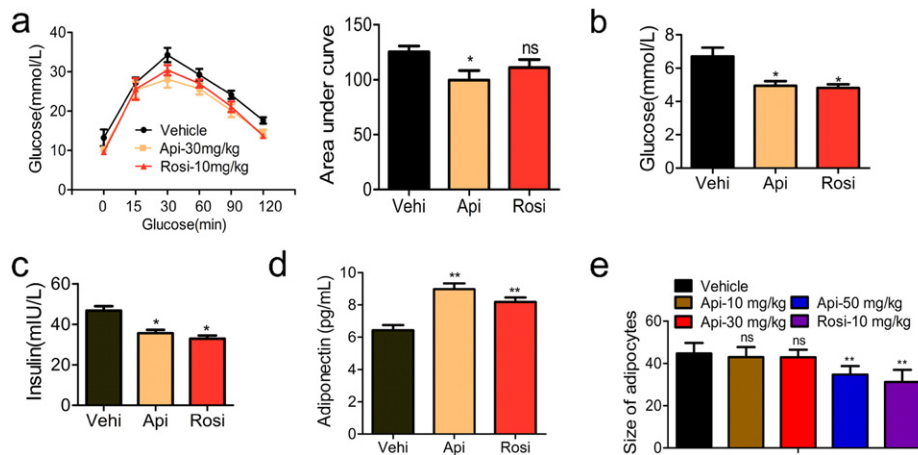 a
Glucose(mmol/L)
40
30
20
10
0
Vehicle
Api-30mg/kg
Rosi-10mg/kg
0 15 30 60 90 120
Glucose(min)
Area under curve
150
100
50
0
*
ns
Vehi Api Rosi
b
Glucose(mmol/L)
8
6
4
2
0
* *
Vehi Api Rosi
c
Insulin(mIU/L)
60
40
20
0
* *
Vehi Api Rosi
d
Adiponectin (pg/mL)
10
8
6
4
2
0
** **
Vehi Api Rosi
e
Vehicle
Api-10 mg/kg Api-50 mg/kg
Api-30 mg/kg Rosi-10 mg/kg
Size of adipocytes
60
40
20
0
ns ns ** **